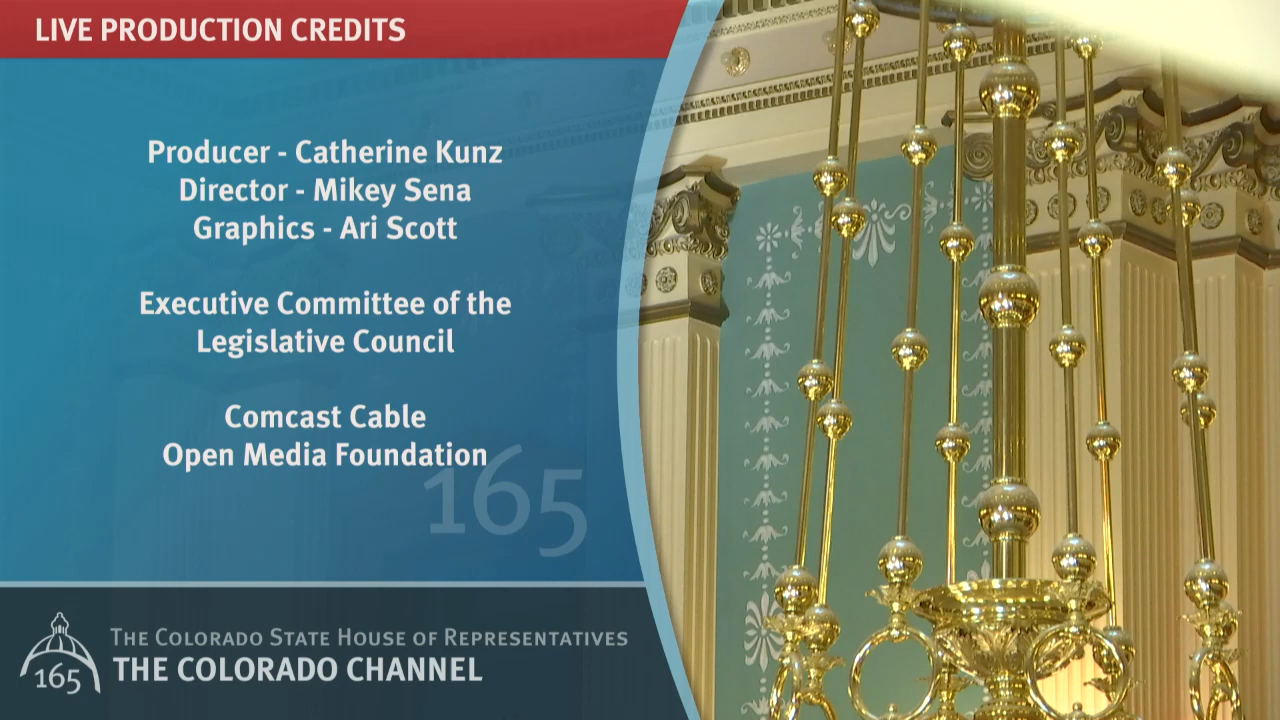 LIVE PRODUCTION CREDITS
Producer - Catherine Kunz
Director - Mikey Sena
Graphics - Ari Scott
Executive Committee of the
Legislative Council
Comcast Cable
Open Media Foundation
165
165
THE COLORADO STATE HOUSE OF REPRESENTATIVES
THE COLORADO CHANNEL